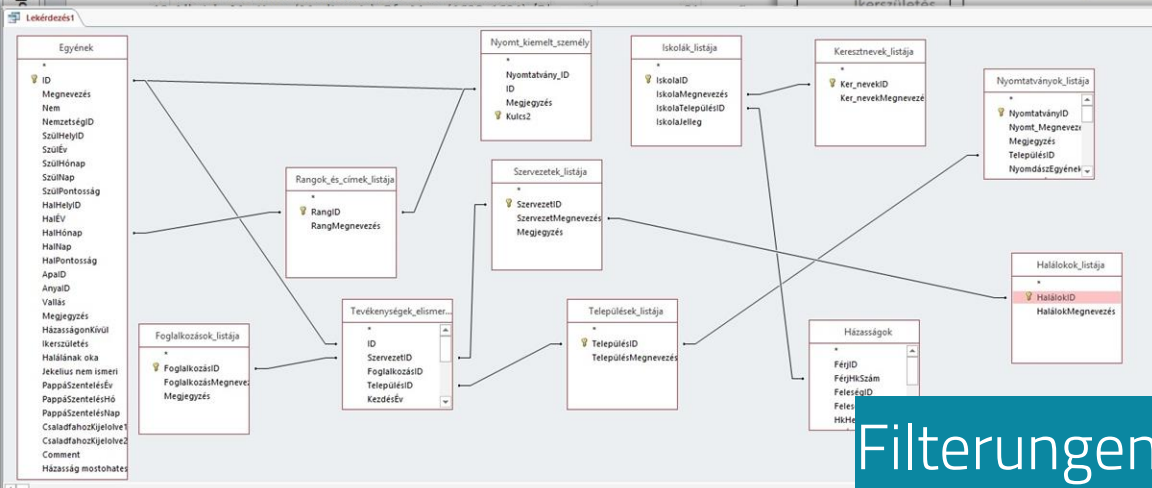 Lekérdezés1
Egyének
*
ID
Megnevezés
Nem
NemzetségID
SzülHelyID
SzülÉv
SzülHónap
SzülNap
SzülPontosság
HalHelyID
HalÉV
HalHónap
HalNap
HalPontosság
ApaID
AnyaID
Vallás
Megjegyzés
HázasságonKívül
Ikerszületés
Halálának oka
Jekelius nem ismeri
PappáSzentelésÉv
PappáSzentelésHó
PappáSzentelésNap
CsaladfahozKijelolve1
CsaladfahozKijelolve2
Comment
Házasság mostohates
Nyomt_kiemelt_személy
*
Nyomtatvány_ID
ID
Megjegyzés
Kulcs2
Iskolák_listája
*
IskolaID
IskolaMegnevezés
IskolaTelepülésID
IskolaJelleg
Keresztnevek_listája
*
Ker_nevekID
Ker_nevekMegnevezé
Nyomtatványok_listája
*
NyomtatványID
Nyomt_Megneveze
Megjegyzés
TelepülésID
NyomdászEgyének
Rangok_és_címek_listája
*
RangID
RangMegnevezés
Szervezetek_listája
*
SzervezetID
SzervezetMegnevezés
Megjegyzés
Halálokok_listája
*
HalálokID
HalálokMegnevezés
Foglalkozások_listája
*
FoglalkozásID
FoglalkozásMegneve
Megjegyzés
Tevékenységek_elismer...
*
ID
SzervezetID
FoglalkozásID
TelepülésID
KezdésÉv
Települések_listája
*
TelepülésID
TelepülésMegnevezés
Házasságok
*
FérjID
FérjHkSzám
FeleségID
Feles
HkHe
Filterungen